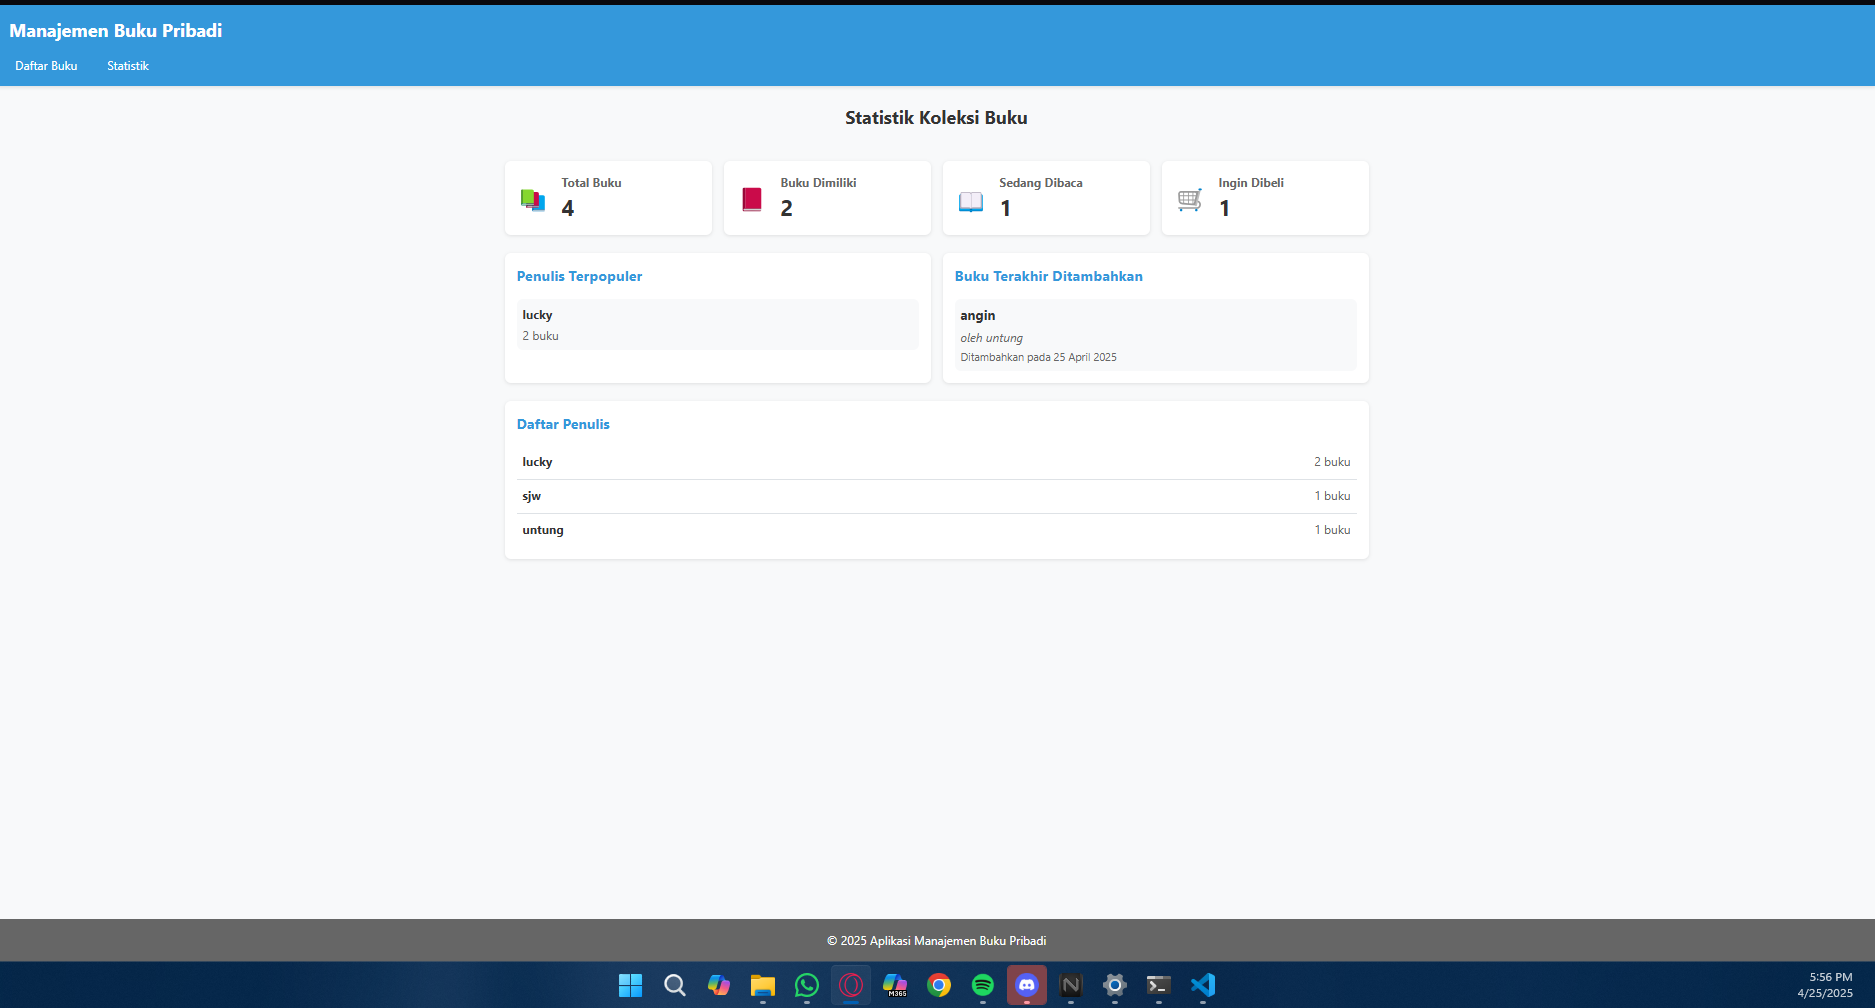 Manajemen Buku Pribadi
Daftar Buku Statistik
Statistik Koleksi Buku
Total Buku
4
Buku Dimiliki
2
Sedang Dibaca
1
Ingin Dibeli
1
Penulis Terpopuler
lucky
2 buku
Buku Terakhir Ditambahkan
angin
oleh untung
Ditambahkan pada 25 April 2025
Daftar Penulis
lucky 2 buku
sjw 1 buku
untung 1 buku
© 2025 Aplikasi Manajemen Buku Pribadi
M365
5:56 PM
4/25/2025